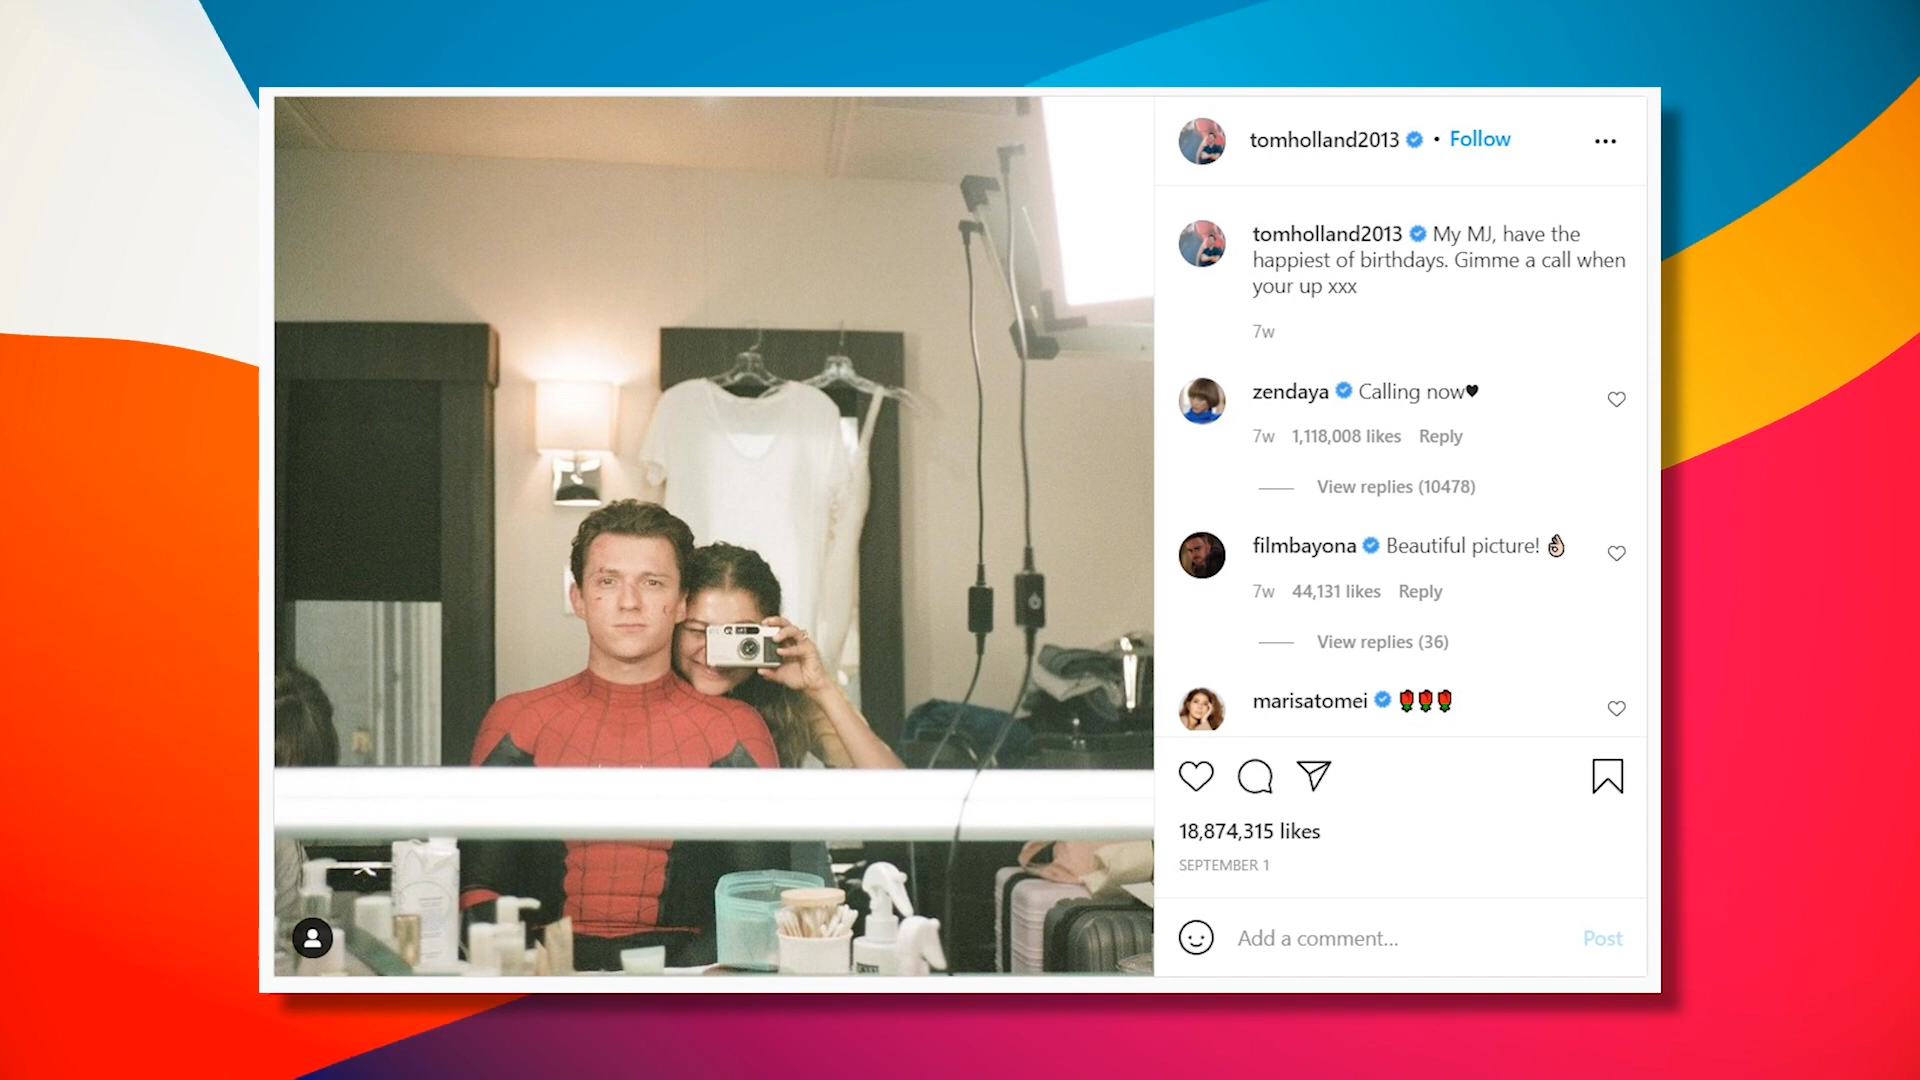 tomholland2013 • Follow
tomholland2013 My MJ, have the
happiest of birthdays. Gimme a call when
your up xxx
7w
zendaya Calling now🖤
7w 1,118,008 likes Reply
View replies (10478)
filmbayona Beautiful picture! 👌🏻
7w 44,131 likes Reply
View replies (36)
marisatomei 🌹🌹🌹
18,874,315 likes
SEPTEMBER 1
Add a comment...
Post